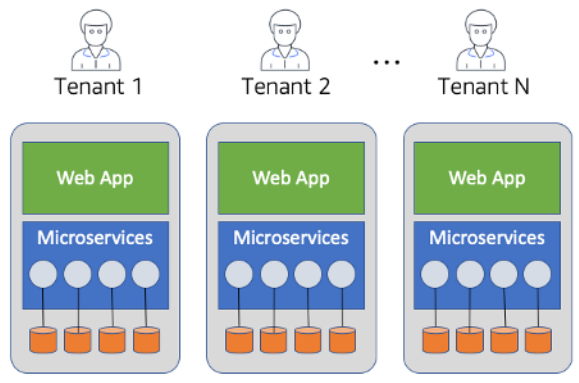 Tenant 1
Tenant 2
...
Tenant N
Web App
Web App
Web App
Microservices
Microservices
Microservices